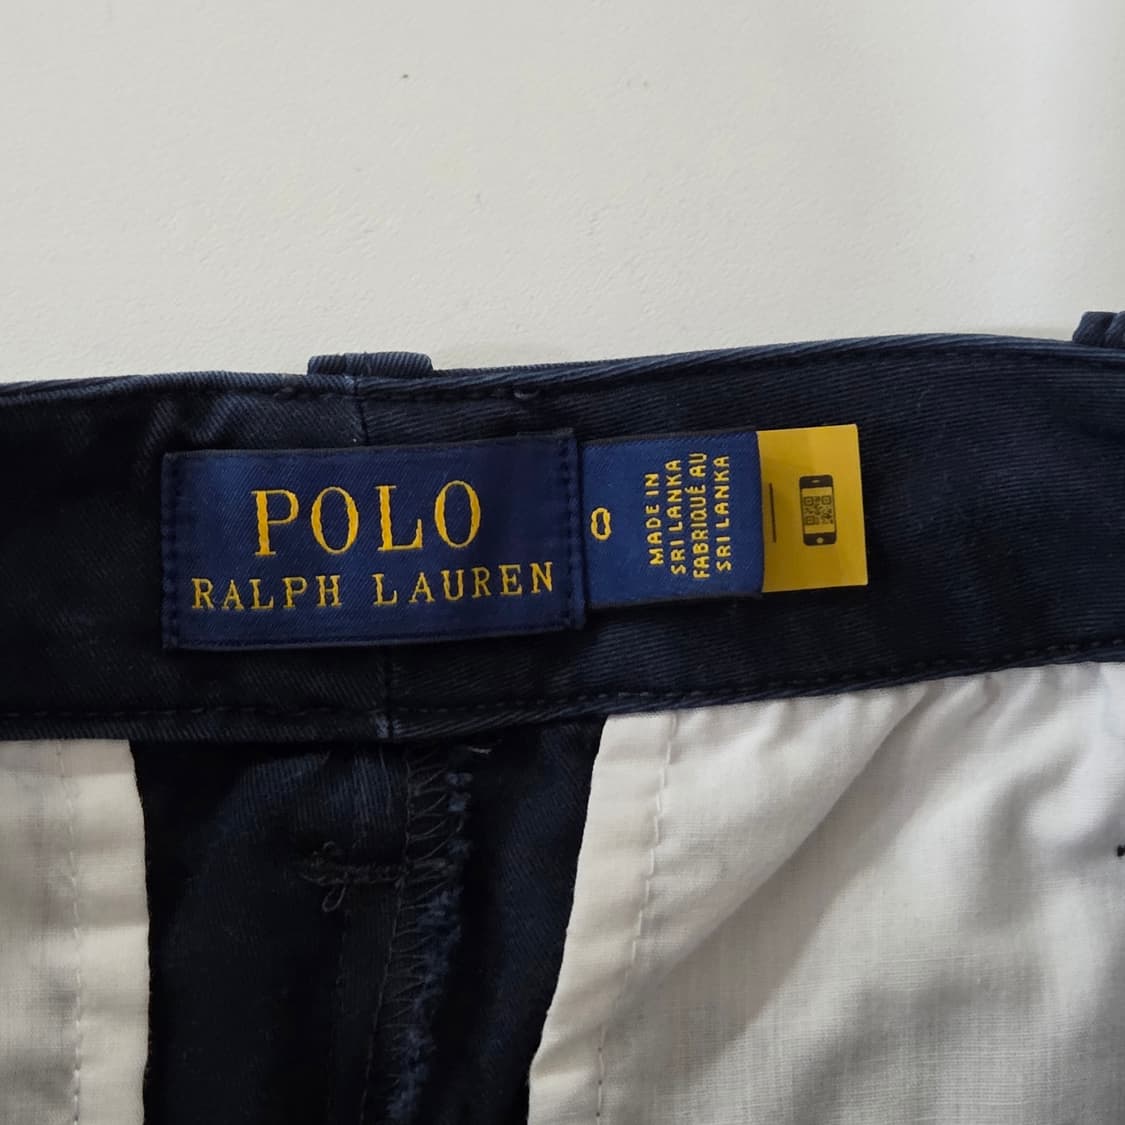 POLO
RALPH LAUREN
0
MADE IN
SRI LANKA
FABRIQUÉ AU
SRI LANKA